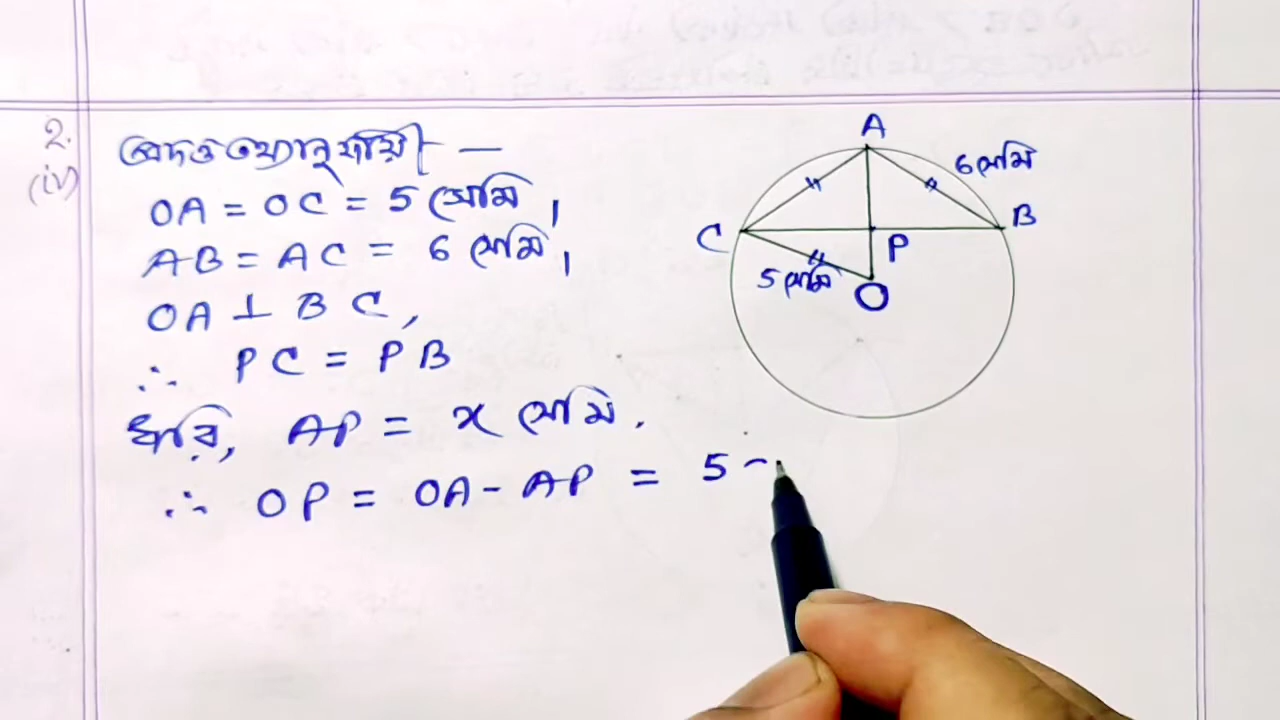 2.
(iv)
প্রদত্ত তথ্যানুযায়ী —
OA = OC = 5 সেমি,
AB = AC = 6 সেমি,
OA ⊥ BC,
∴ PC = PB
ধরি, AP = x সেমি.
∴ OP = OA - AP = 5 -
A
6 সেমি
B
C
P
5 সেমি
O